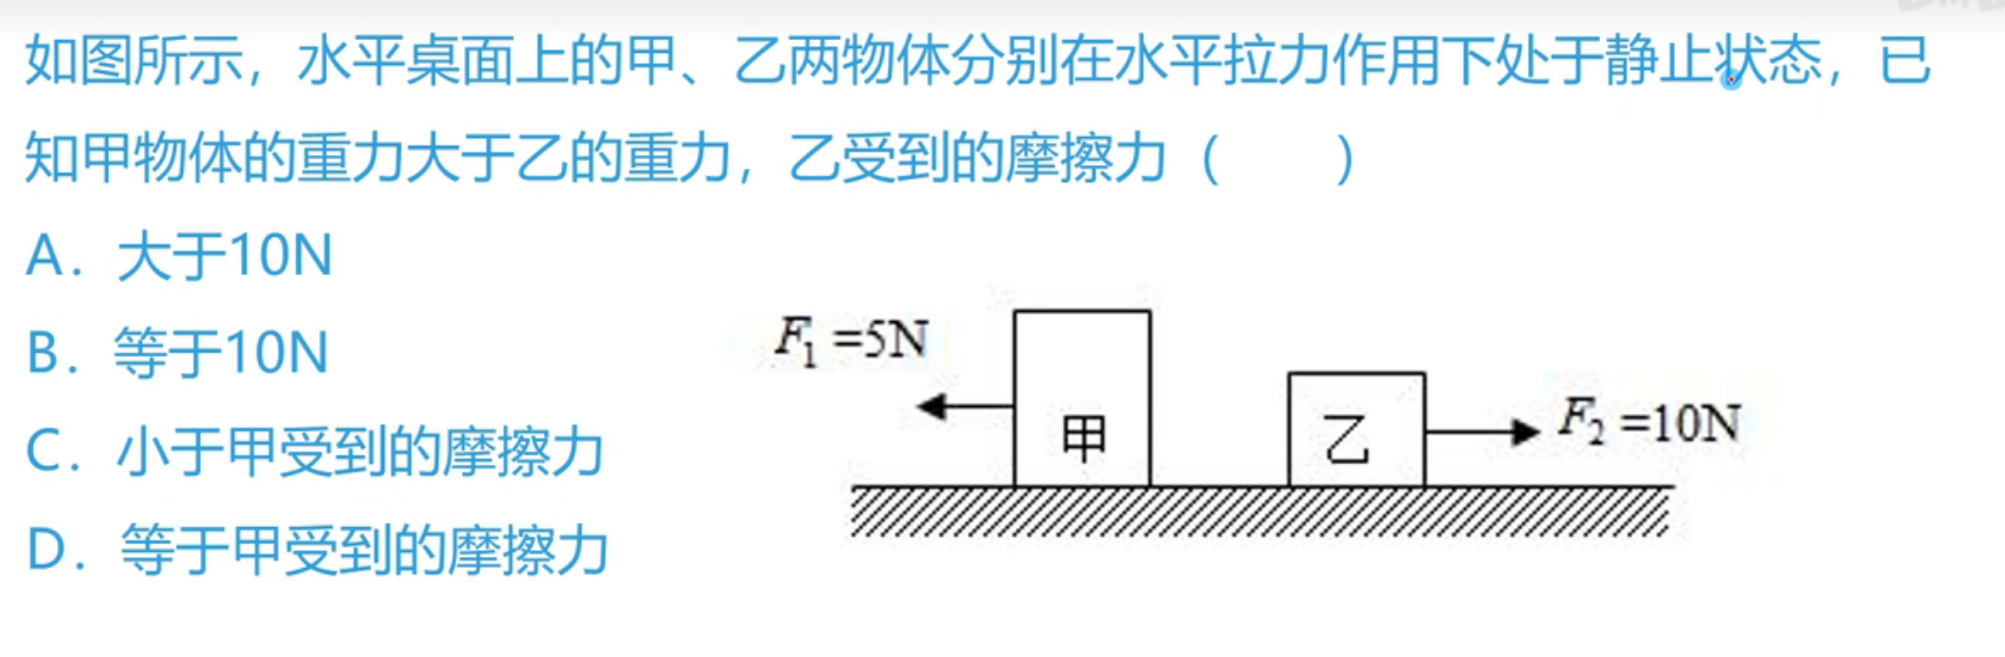 如图所示，水平桌面上的甲、乙两物体分别在水平拉力作用下处于静止状态，已
知甲物体的重力大于乙的重力，乙受到的摩擦力（　　）
A．大于10N
B．等于10N
C．小于甲受到的摩擦力
D．等于甲受到的摩擦力
F₁=5N
甲
乙
F₂=10N